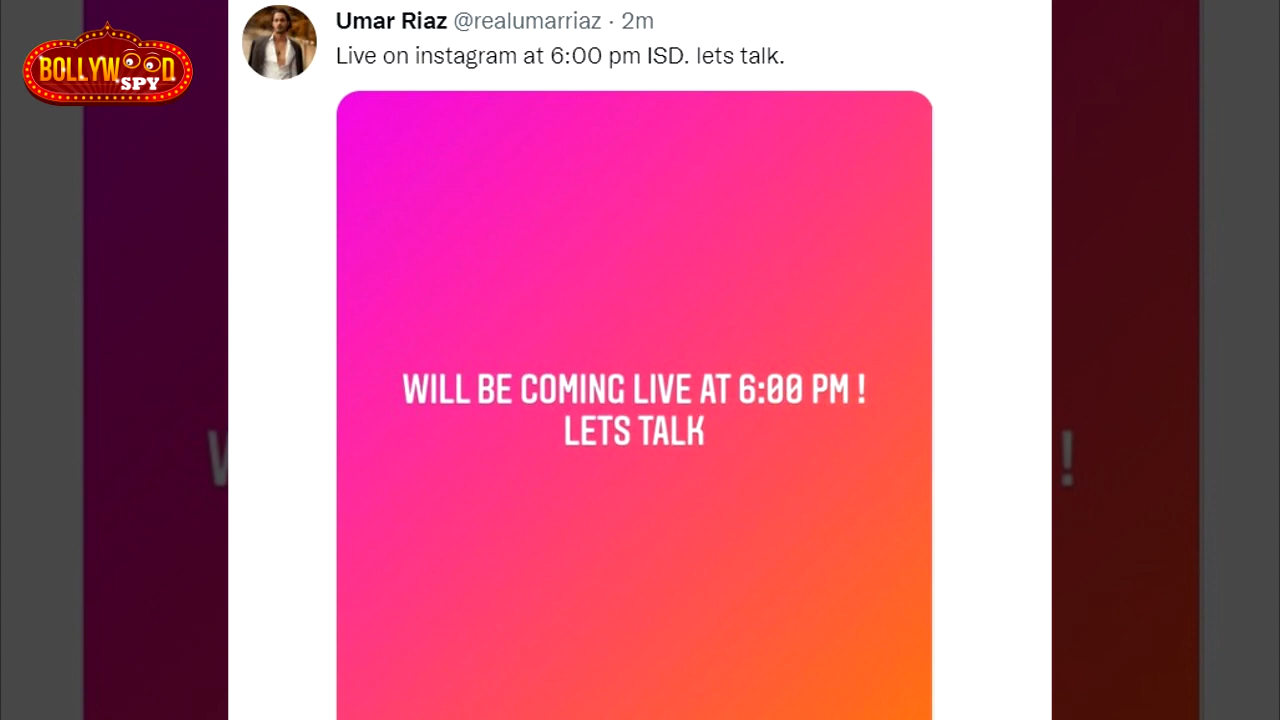 BOLLYWOOD
SPY
Umar Riaz @realumarriaz · 2m
Live on instagram at 6:00 pm ISD. lets talk.
WILL BE COMING LIVE AT 6:00 PM !
LETS TALK